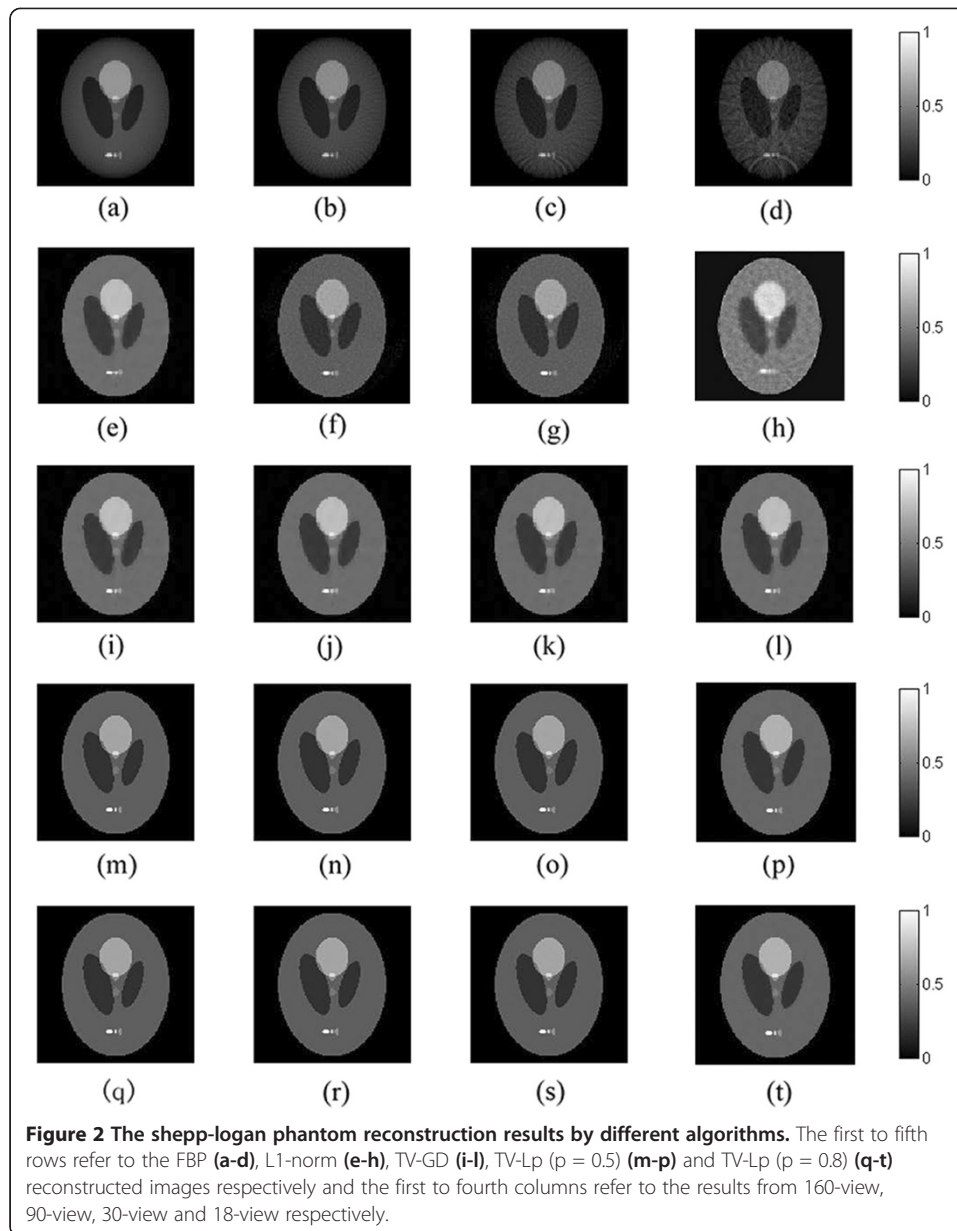 1
0.5
0
(a) (b) (c) (d)
1
0.5
0
(e) (f) (g) (h)
1
0.5
0
(i) (j) (k) (l)
1
0.5
0
(m) (n) (o) (p)
1
0.5
0
(q) (r) (s) (t)
Figure 2 The shepp-logan phantom reconstruction results by different algorithms. The first to fifth
rows refer to the FBP (a-d), L1-norm (e-h), TV-GD (i-l), TV-Lp (p = 0.5) (m-p) and TV-Lp (p = 0.8) (q-t)
reconstructed images respectively and the first to fourth columns refer to the results from 160-view,
90-view, 30-view and 18-view respectively.